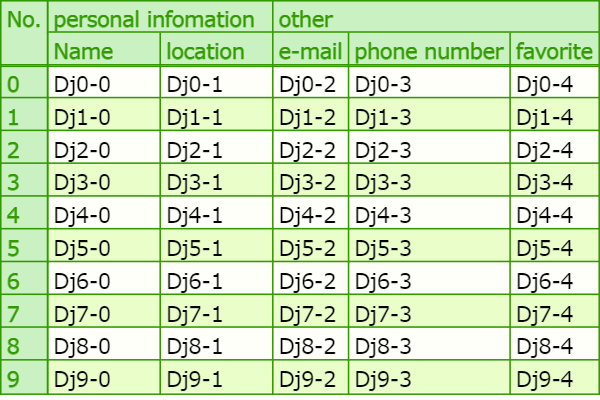 No. personal infomation other
Name location e-mail phone number favorite
0 Dj0-0 Dj0-1 Dj0-2 Dj0-3 Dj0-4
1 Dj1-0 Dj1-1 Dj1-2 Dj1-3 Dj1-4
2 Dj2-0 Dj2-1 Dj2-2 Dj2-3 Dj2-4
3 Dj3-0 Dj3-1 Dj3-2 Dj3-3 Dj3-4
4 Dj4-0 Dj4-1 Dj4-2 Dj4-3 Dj4-4
5 Dj5-0 Dj5-1 Dj5-2 Dj5-3 Dj5-4
6 Dj6-0 Dj6-1 Dj6-2 Dj6-3 Dj6-4
7 Dj7-0 Dj7-1 Dj7-2 Dj7-3 Dj7-4
8 Dj8-0 Dj8-1 Dj8-2 Dj8-3 Dj8-4
9 Dj9-0 Dj9-1 Dj9-2 Dj9-3 Dj9-4